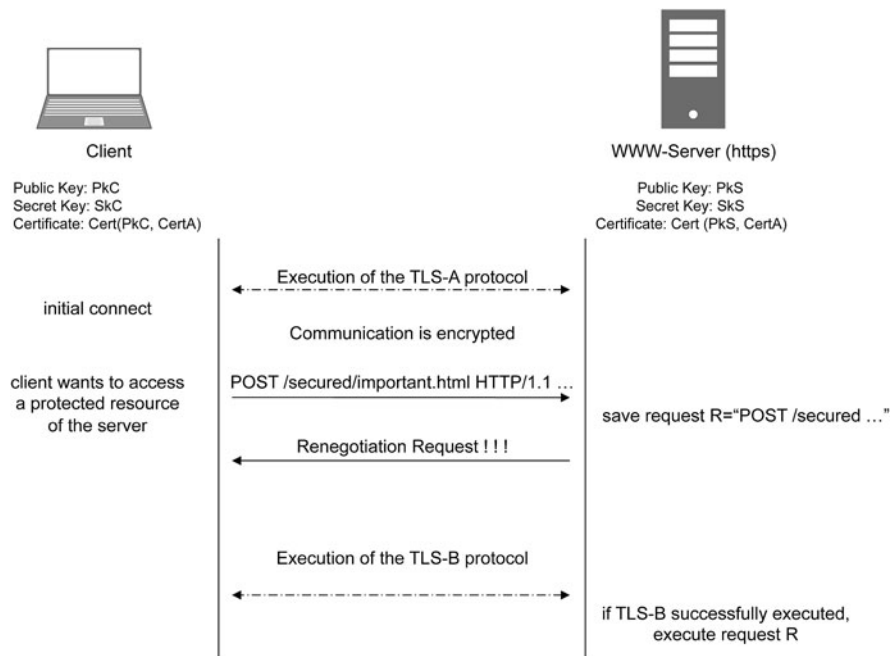 Client
WWW-Server (https)
Public Key: PkC
Secret Key: SkC
Certificate: Cert(PkC, CertA)
Public Key: PkS
Secret Key: SkS
Certificate: Cert (PkS, CertA)
Execution of the TLS-A protocol
initial connect
Communication is encrypted
client wants to access
a protected resource
of the server
POST /secured/important.html HTTP/1.1 ...
save request R=“POST /secured ...”
Renegotiation Request ! ! !
Execution of the TLS-B protocol
if TLS-B successfully executed,
execute request R